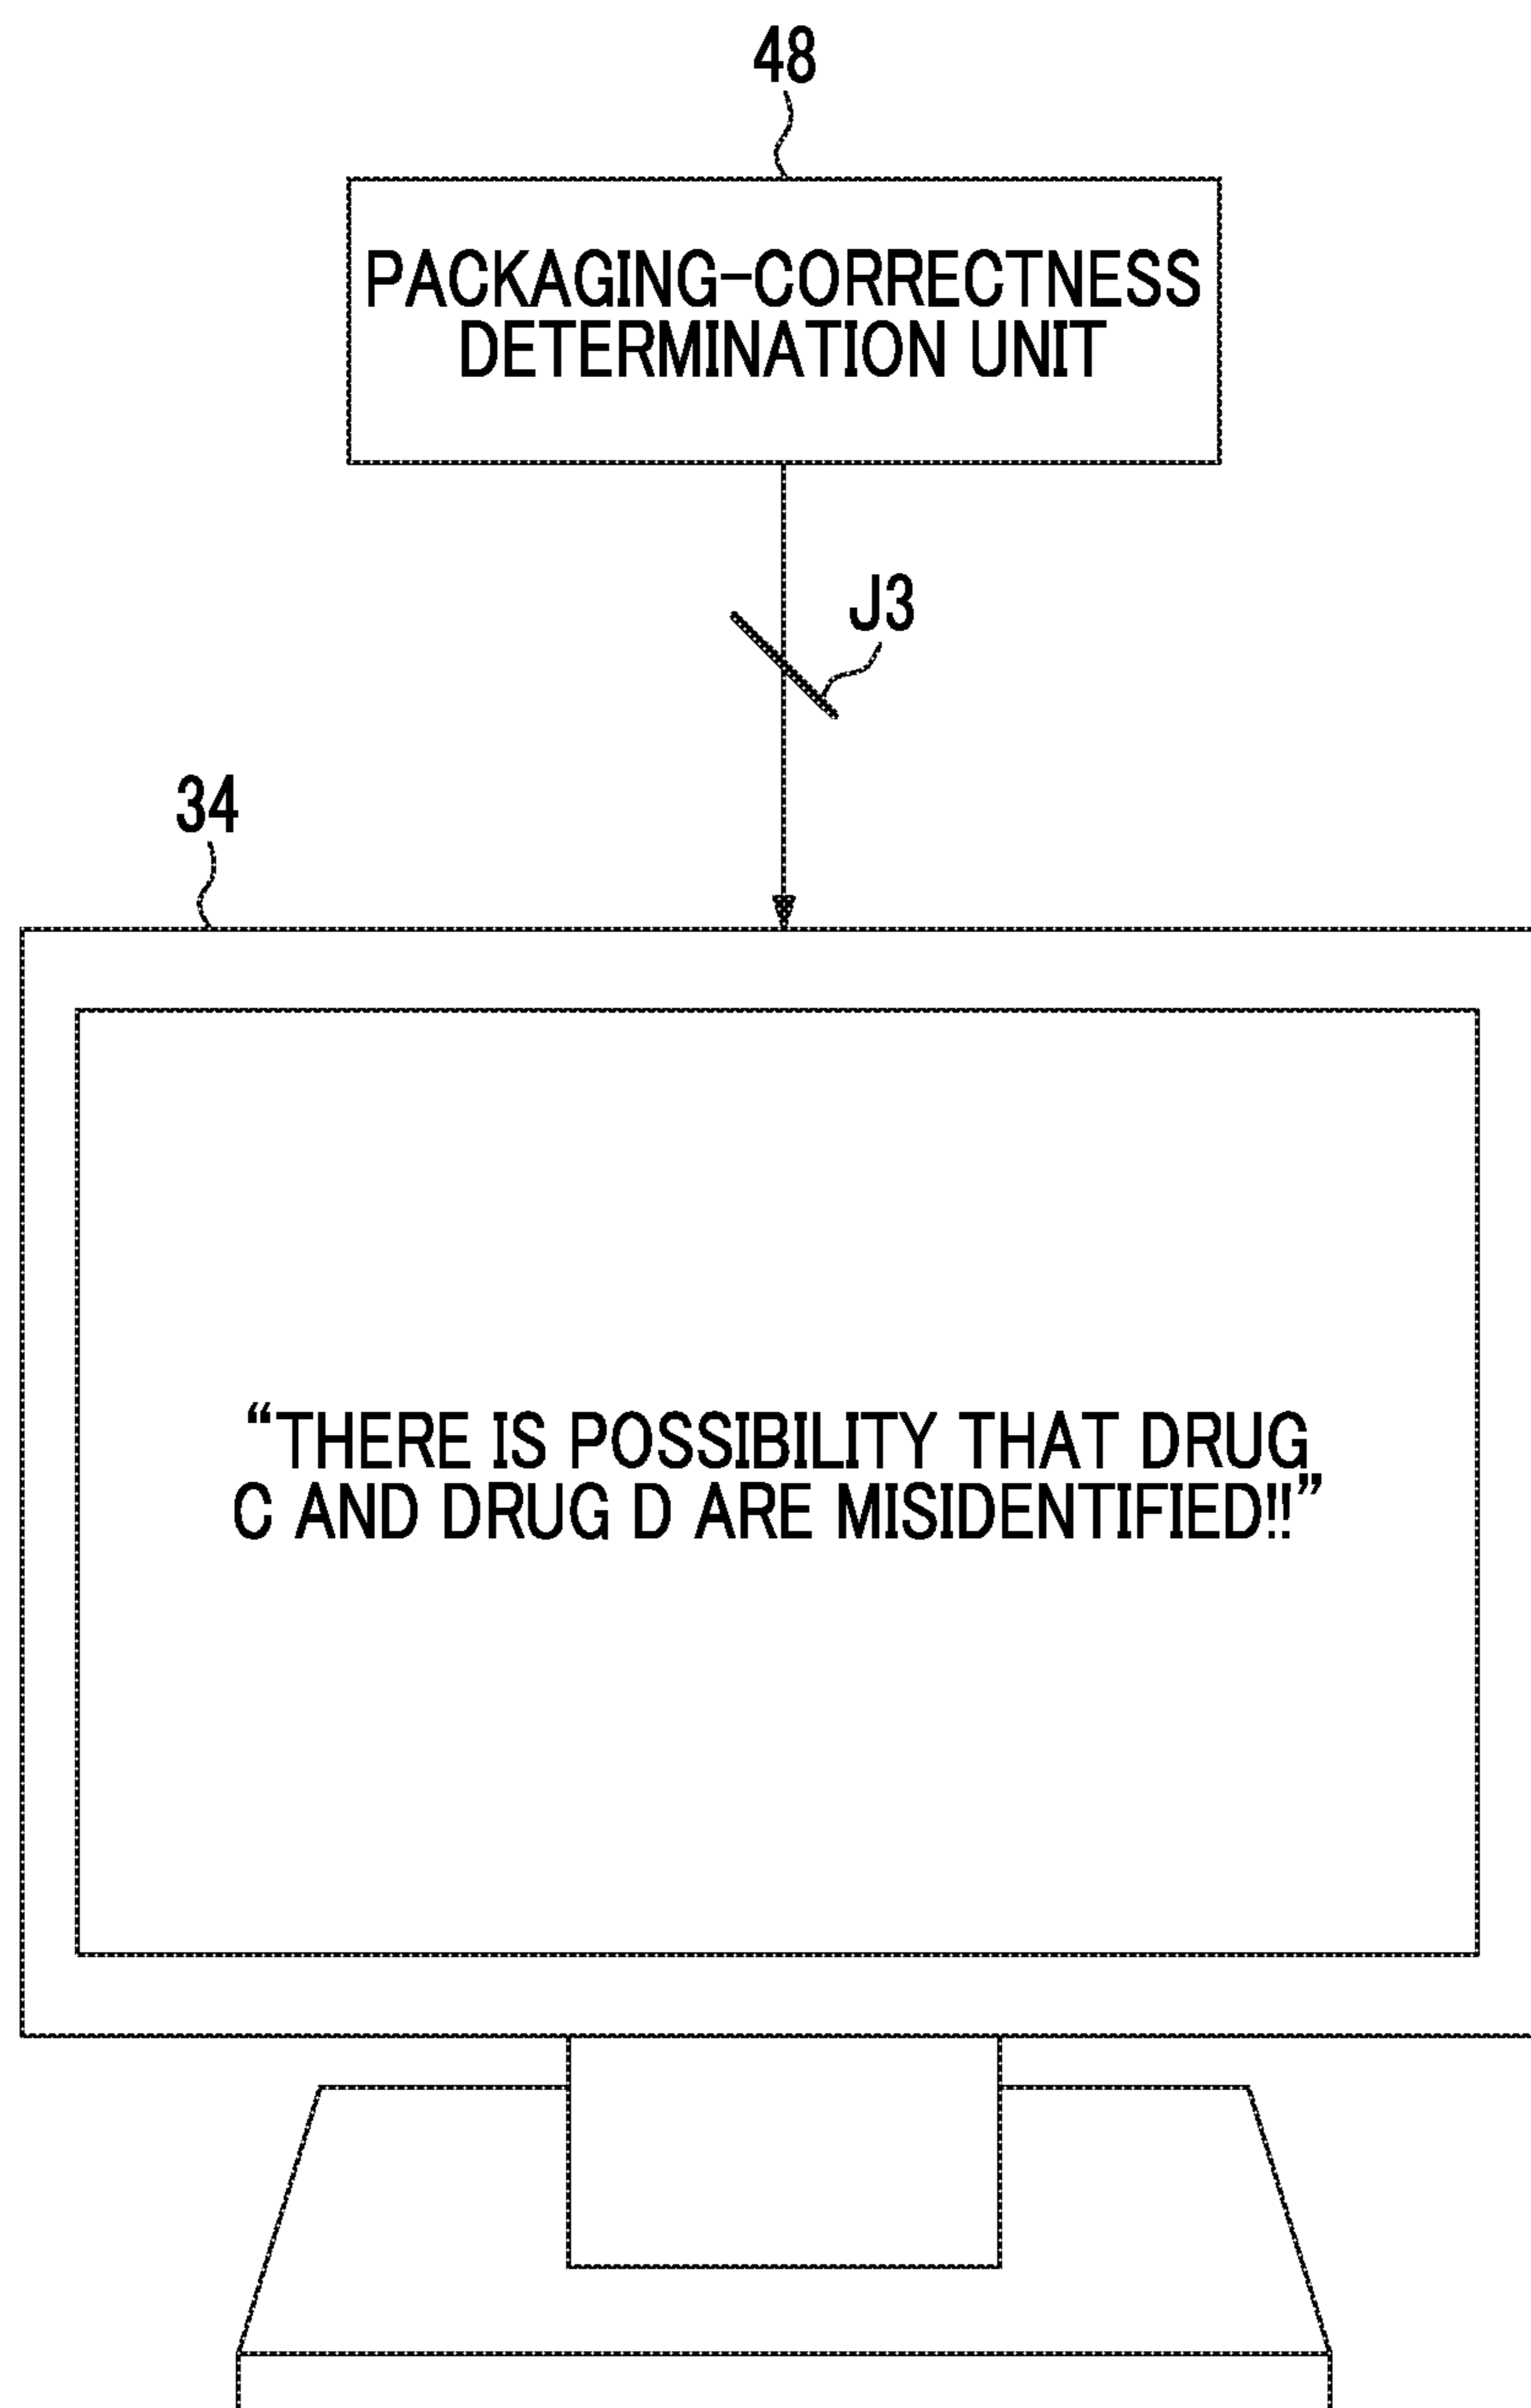 48
PACKAGING-CORRECTNESS
DETERMINATION UNIT
J3
34
“THERE IS POSSIBILITY THAT DRUG
C AND DRUG D ARE MISIDENTIFIED!!”